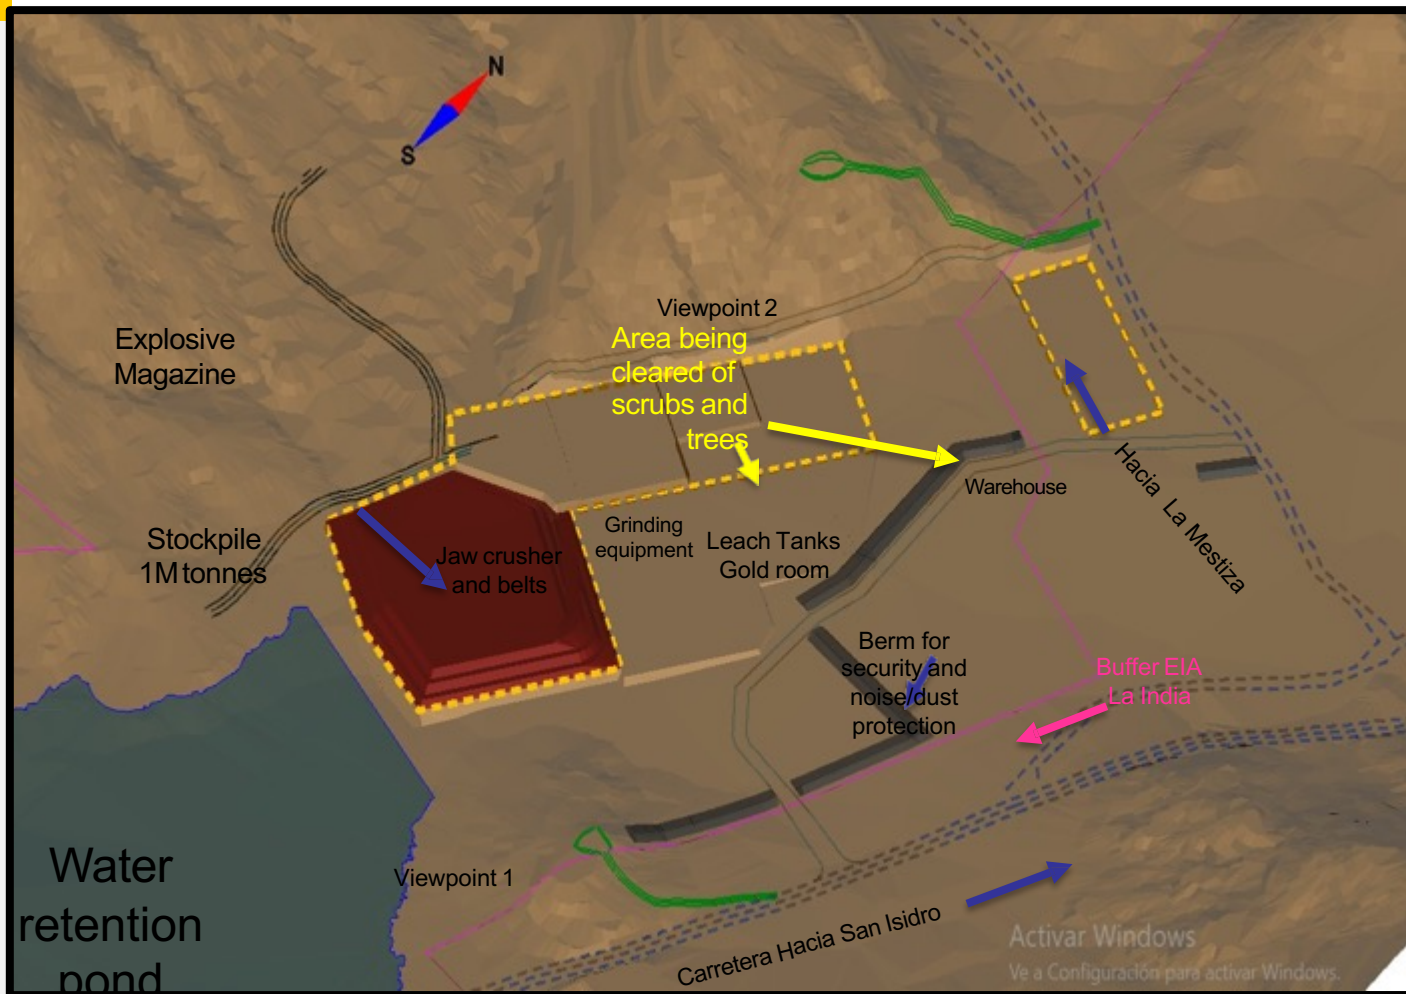 N
S
Explosive
Magazine
Viewpoint 2
Area being
cleared of
scrubs and
trees
Warehouse
Hacia La Mestiza
Stockpile
1M tonnes
Jaw crusher
and belts
Grinding
equipment
Leach Tanks
Gold room
Berm for
security and
noise/dust
protection
Buffer EIA
La India
Water
retention
pond
Viewpoint 1
Carretera Hacia San Isidro
Activar Windows
Ve a Configuración para activar Windows.